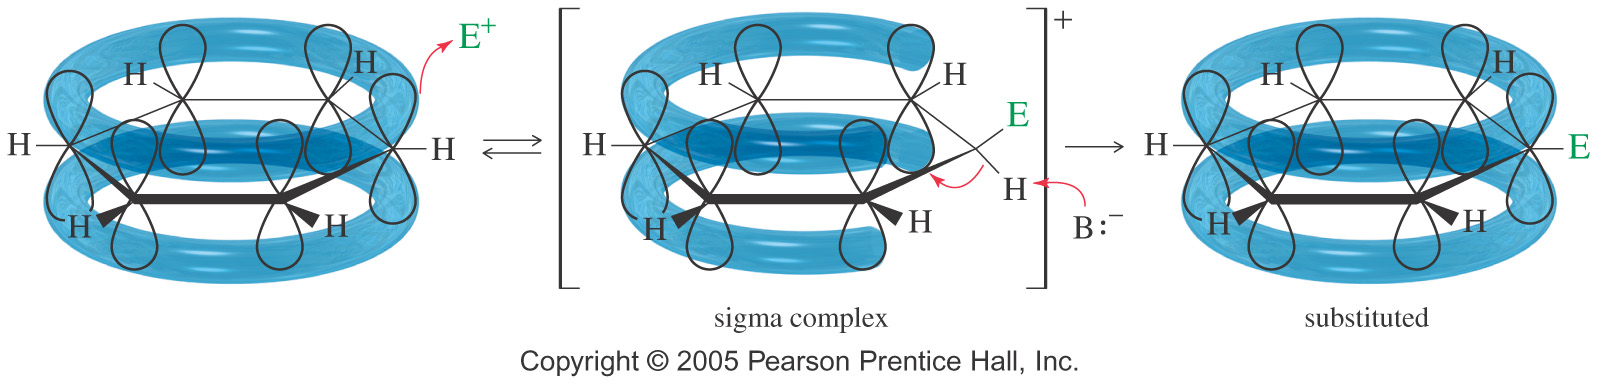 H H H H H H E+
H H H H H E H B:− +
H H H H H E
sigma complex
substituted
Copyright © 2005 Pearson Prentice Hall, Inc.